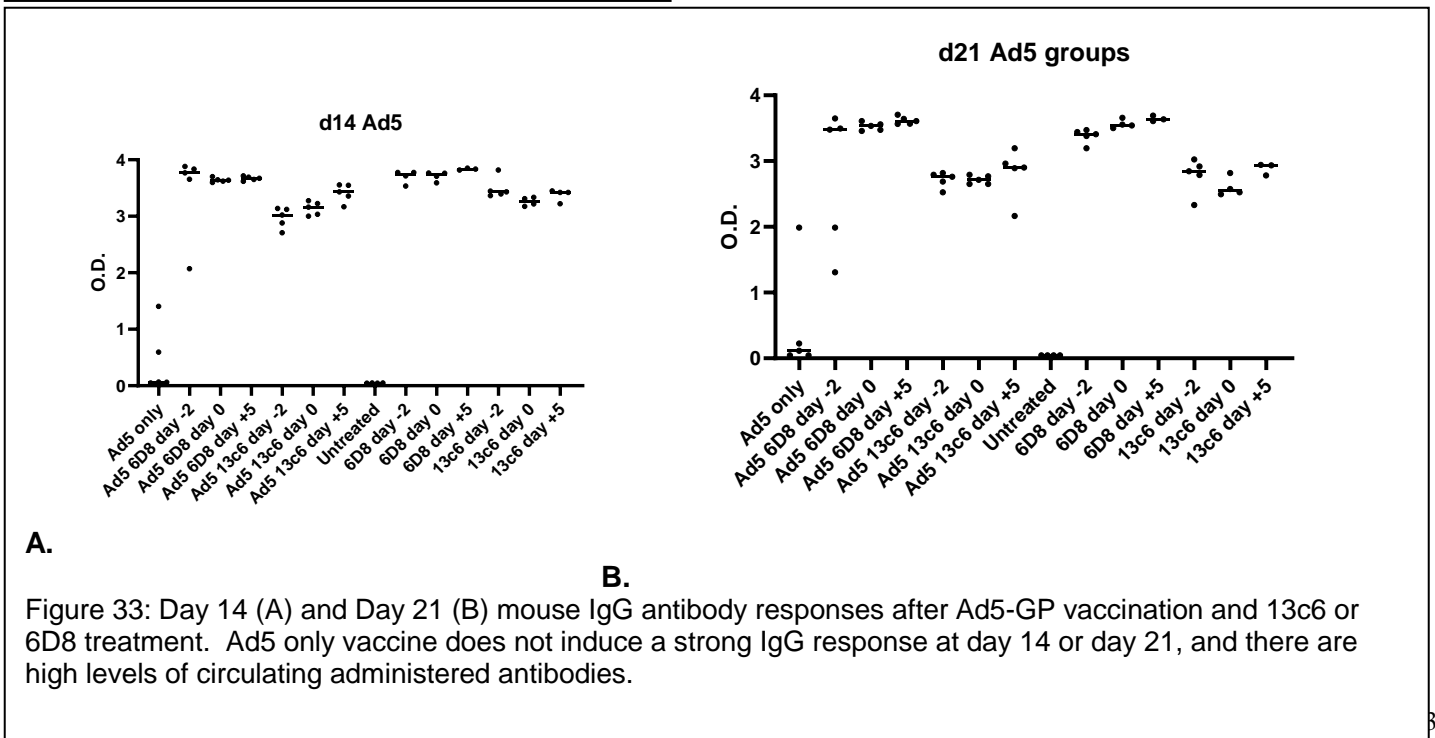 d14 Ad5
4
3
2
1
0
O.D.
Ad5 only
Ad5 6D8 day -2
Ad5 6D8 day 0
Ad5 6D8 day +5
Ad5 13c6 day -2
Ad5 13c6 day 0
Ad5 13c6 day +5
Untreated
6D8 day -2
6D8 day 0
6D8 day +5
13c6 day -2
13c6 day 0
13c6 day +5
d21 Ad5 groups
4
3
2
1
0
O.D.
Ad5 only
Ad5 6D8 day -2
Ad5 6D8 day 0
Ad5 6D8 day +5
Ad5 13c6 day -2
Ad5 13c6 day 0
Ad5 13c6 day +5
Untreated
6D8 day -2
6D8 day 0
6D8 day +5
13c6 day -2
13c6 day 0
13c6 day +5
A.
B.
Figure 33: Day 14 (A) and Day 21 (B) mouse IgG antibody responses after Ad5-GP vaccination and 13c6 or
6D8 treatment. Ad5 only vaccine does not induce a strong IgG response at day 14 or day 21, and there are
high levels of circulating administered antibodies.